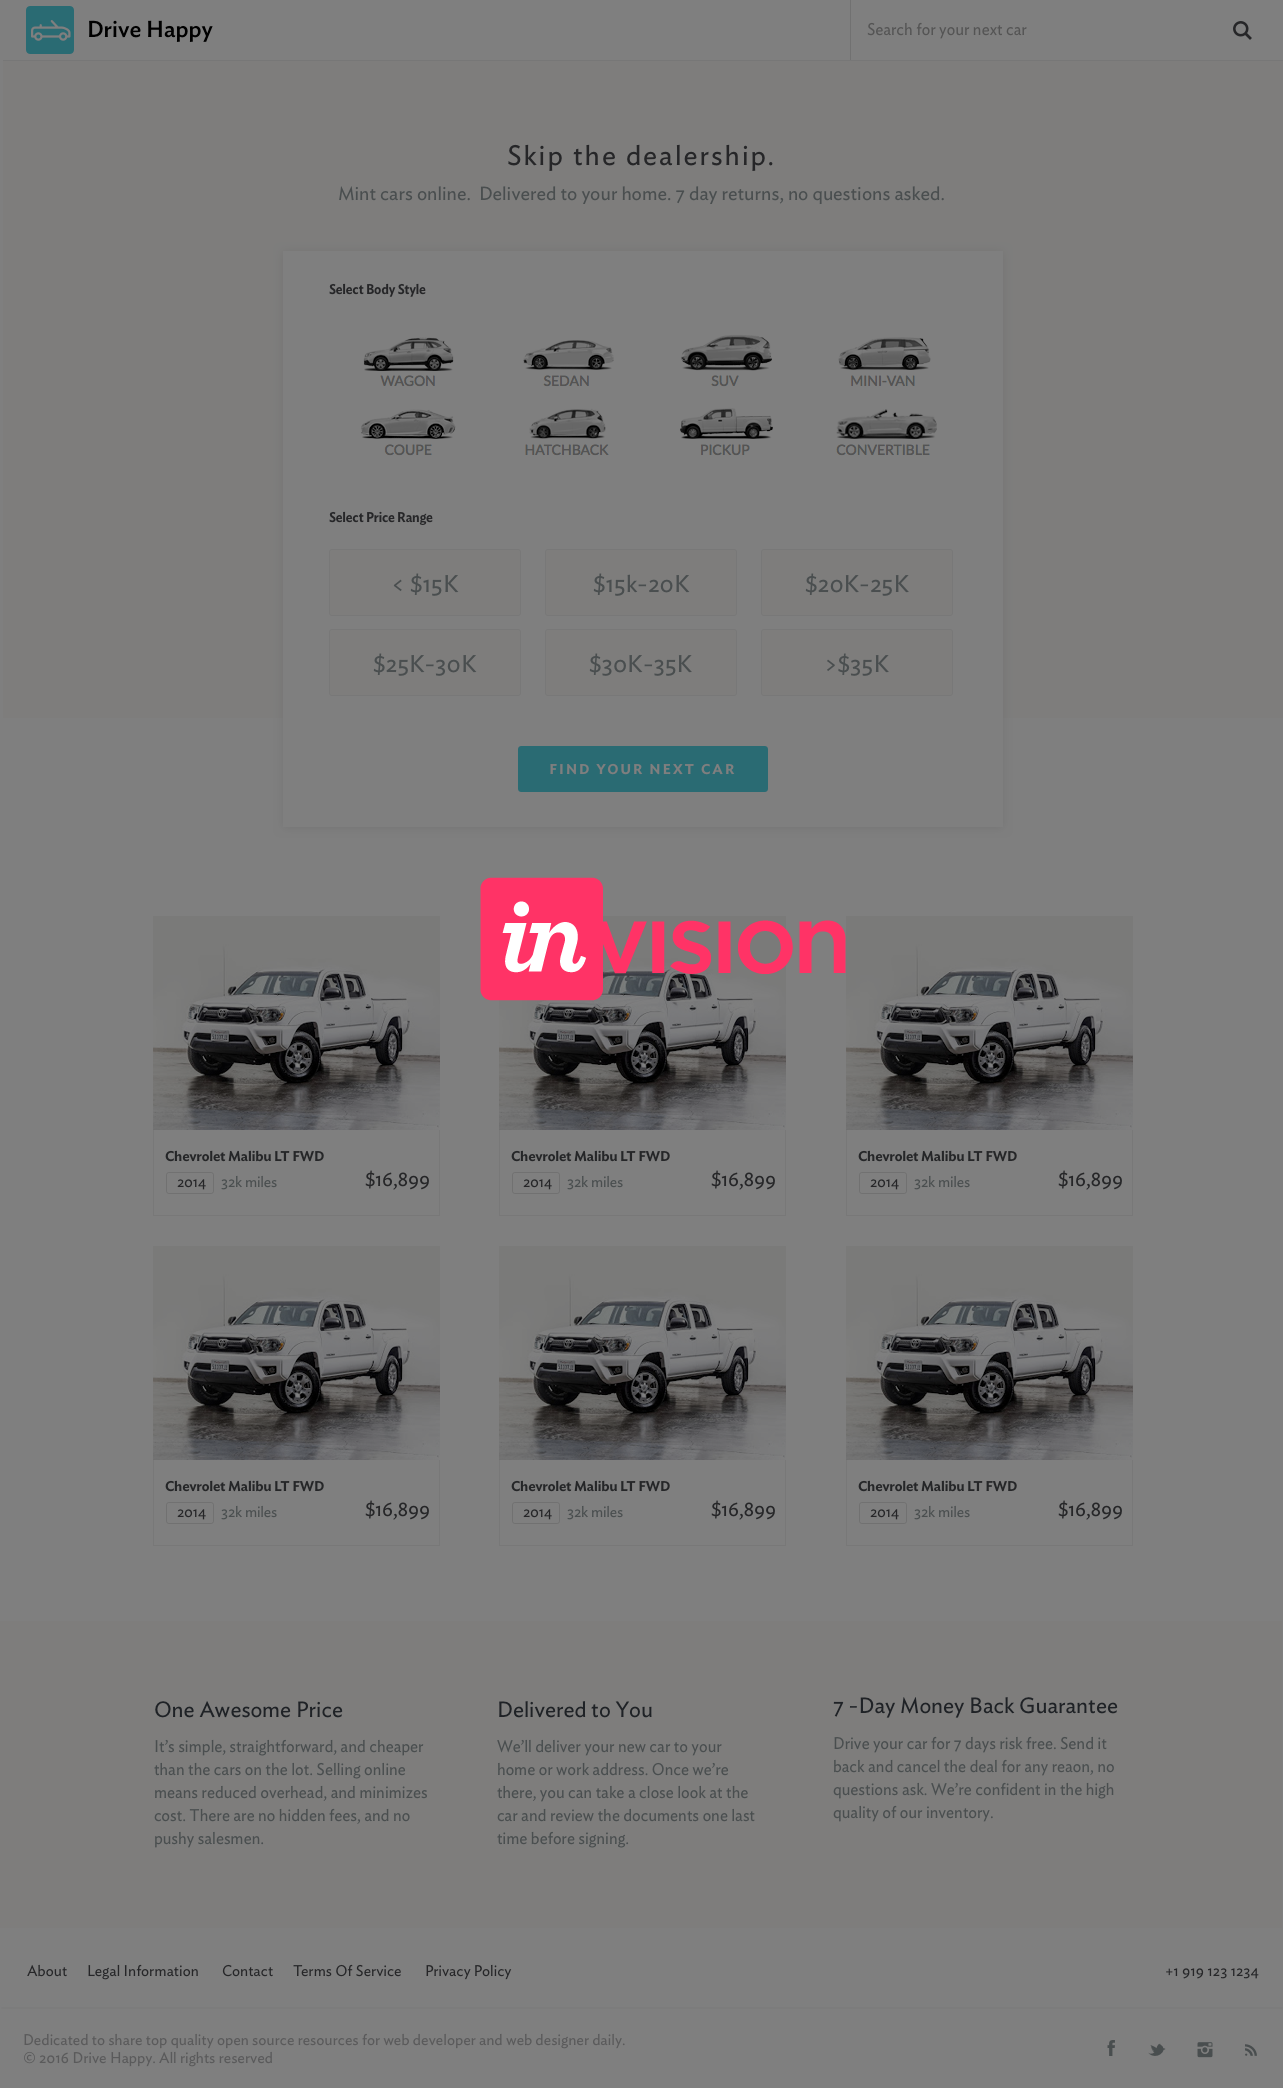 Drive Happy
Search for your next car
Skip the dealership.
Mint cars online.  Delivered to your home. 7 day returns, no questions asked.
Select Body Style
WAGON SEDAN SUV MINI-VAN
COUPE HATCHBACK PICKUP CONVERTIBLE
Select Price Range
< $15K $15k-20K $20K-25K
$25K-30K $30K-35K >$35K
FIND YOUR NEXT CAR
invision
Chevrolet Malibu LT FWD Chevrolet Malibu LT FWD Chevrolet Malibu LT FWD
2014 32k miles $16,899 2014 32k miles $16,899 2014 32k miles $16,899
Chevrolet Malibu LT FWD Chevrolet Malibu LT FWD Chevrolet Malibu LT FWD
2014 32k miles $16,899 2014 32k miles $16,899 2014 32k miles $16,899
One Awesome Price
It’s simple, straightforward, and cheaper
than the cars on the lot. Selling online
means reduced overhead, and minimizes
cost. There are no hidden fees, and no
pushy salesmen.
Delivered to You
We’ll deliver your new car to your
home or work address. Once we’re
there, you can take a close look at the
car and review the documents one last
time before signing.
7 -Day Money Back Guarantee
Drive your car for 7 days risk free. Send it
back and cancel the deal for any reaon, no
questions ask. We’re confident in the high
quality of our inventory.
About Legal Information Contact Terms Of Service Privacy Policy +1 919 123 1234
Dedicated to share top quality open source resources for web developer and web designer daily.
© 2016 Drive Happy. All rights reserved